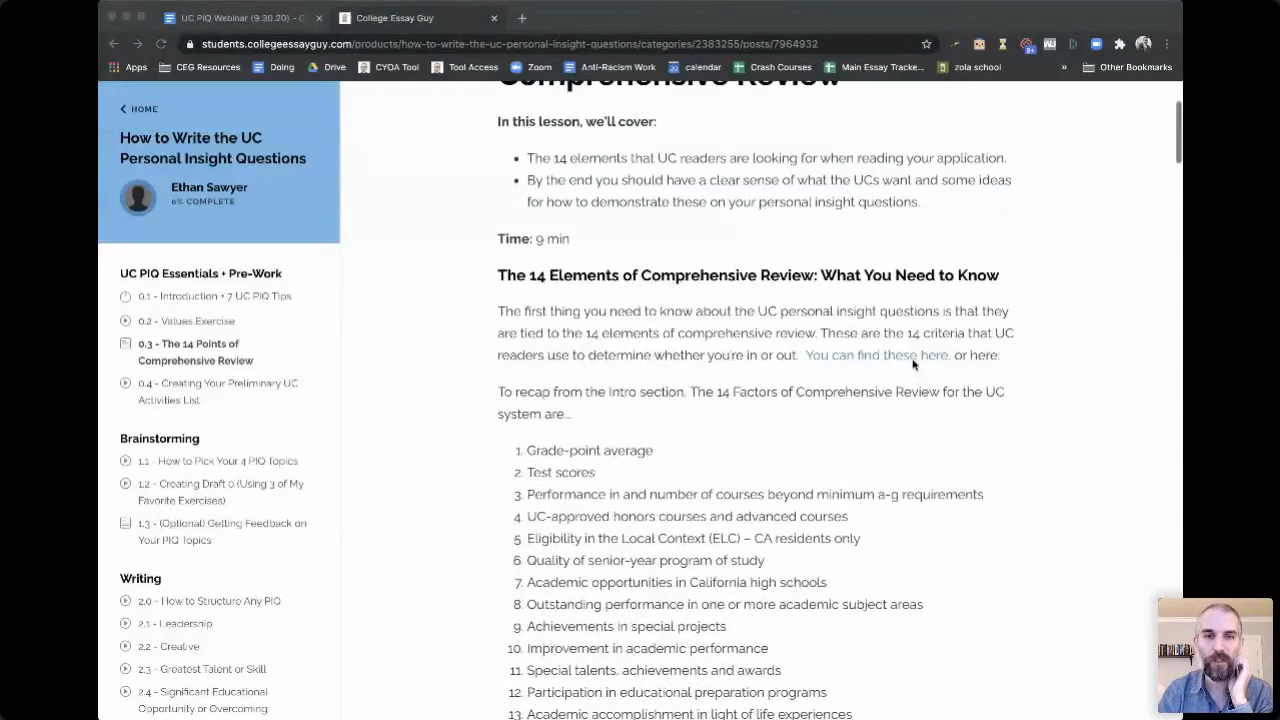 UC PIQ Webinar (9.30.20) - G
College Essay Guy
students.collegeessayguy.com/products/how-to-write-the-uc-personal-insight-questions/categories/2383255/posts/7964932
9+
Apps
CEG Resources
Doing
Drive
CYOA Tool
Tool Access
Zoom
Anti-Racism Work
calendar
Crash Courses
Main Essay Tracke...
zola school
»
Other Bookmarks
HOME
How to Write the UC
Personal Insight Questions
Ethan Sawyer
0% COMPLETE
UC PIQ Essentials + Pre-Work
0.1 - Introduction + 7 UC PIQ Tips
0.2 - Values Exercise
0.3 - The 14 Points of
Comprehensive Review
0.4 - Creating Your Preliminary UC
Activities List
Brainstorming
1.1 - How to Pick Your 4 PIQ Topics
1.2 - Creating Draft 0 (Using 3 of My
Favorite Exercises)
1.3 - (Optional) Getting Feedback on
Your PIQ Topics
Writing
2.0 - How to Structure Any PIQ
2.1 - Leadership
2.2 - Creative
2.3 - Greatest Talent or Skill
2.4 - Significant Educational
Opportunity or Overcoming
Comprehensive Review
In this lesson, we'll cover:
• The 14 elements that UC readers are looking for when reading your application.
• By the end you should have a clear sense of what the UCs want and some ideas
for how to demonstrate these on your personal insight questions.
Time: 9 min
The 14 Elements of Comprehensive Review: What You Need to Know
The first thing you need to know about the UC personal insight questions is that they
are tied to the 14 elements of comprehensive review. These are the 14 criteria that UC
readers use to determine whether you're in or out. You can find these here, or here:
To recap from the Intro section, The 14 Factors of Comprehensive Review for the UC
system are...
1. Grade-point average
2. Test scores
3. Performance in and number of courses beyond minimum a-g requirements
4. UC-approved honors courses and advanced courses
5. Eligibility in the Local Context (ELC) – CA residents only
6. Quality of senior-year program of study
7. Academic opportunities in California high schools
8. Outstanding performance in one or more academic subject areas
9. Achievements in special projects
10. Improvement in academic performance
11. Special talents, achievements and awards
12. Participation in educational preparation programs
13. Academic accomplishment in light of life experiences